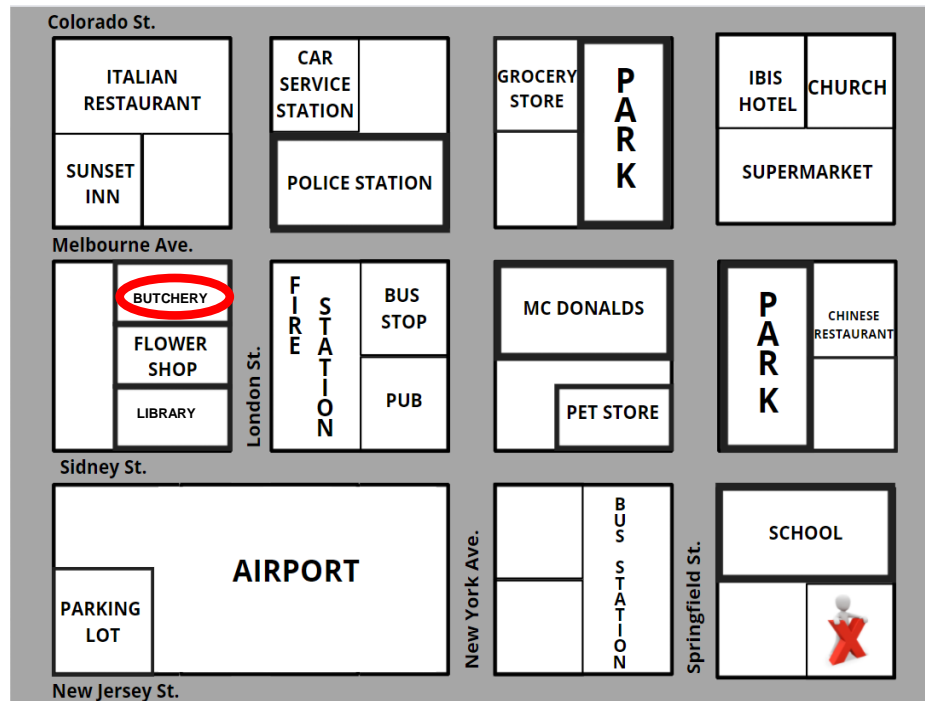 Colorado St.
ITALIAN
RESTAURANT
CAR
SERVICE
STATION
GROCERY
STORE
PARK
IBIS
HOTEL
CHURCH
SUNSET
INN
POLICE STATION
SUPERMARKET
Melbourne Ave.
BUTCHERY
FLOWER
SHOP
LIBRARY
London St.
FIRE
STATION
BUS
STOP
PUB
MC DONALDS
PET STORE
PARK
CHINESE
RESTAURANT
Sidney St.
AIRPORT
PARKING
LOT
New York Ave.
BUS STATION
Springfield St.
SCHOOL
X
New Jersey St.